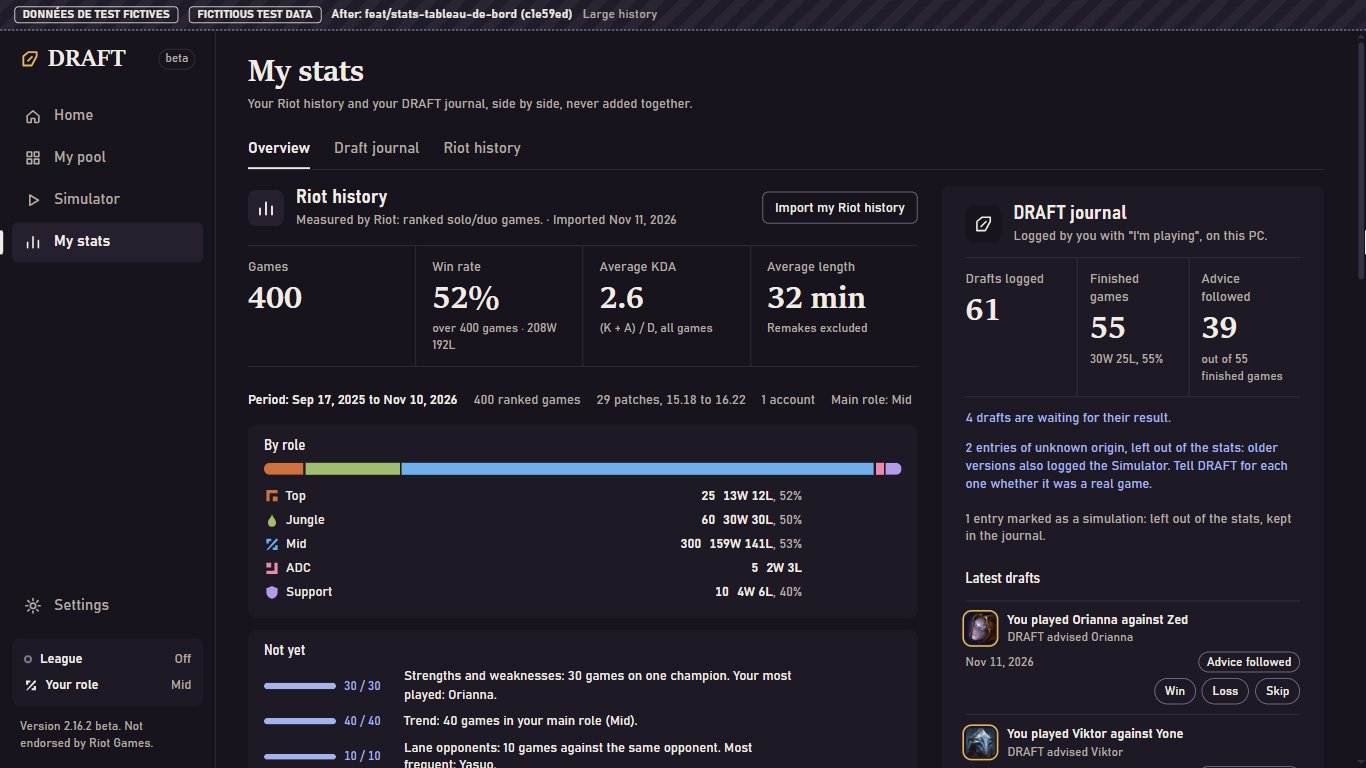 DONNÉES DE TEST FICTIVES FICTITIOUS TEST DATA After: feat/stats-tableau-de-bord (c1e59ed) Large history
DRAFT beta
Home
My pool
Simulator
My stats
Settings
League Off
Your role Mid
Version 2.16.2 beta. Not
endorsed by Riot Games.
My stats
Your Riot history and your DRAFT journal, side by side, never added together.
Overview Draft journal Riot history
Riot history
Measured by Riot: ranked solo/duo games. · Imported Nov 11, 2026
Import my Riot history
Games
400
Win rate
52%
over 400 games · 208W
192L
Average KDA
2.6
(K + A) / D, all games
Average length
32 min
Remakes excluded
Period: Sep 17, 2025 to Nov 10, 2026 400 ranked games 29 patches, 15.18 to 16.22 1 account Main role: Mid
By role
Top 25 13W 12L, 52%
Jungle 60 30W 30L, 50%
Mid 300 159W 141L, 53%
ADC 5 2W 3L
Support 10 4W 6L, 40%
Not yet
30 / 30 Strengths and weaknesses: 30 games on one champion. Your most
played: Orianna.
40 / 40 Trend: 40 games in your main role (Mid).
10 / 10 Lane opponents: 10 games against the same opponent. Most
frequent: Yasuo.
DRAFT journal
Logged by you with "I'm playing", on this PC.
Drafts logged
61
Finished
games
55
30W 25L, 55%
Advice
followed
39
out of 55
finished games
4 drafts are waiting for their result.
2 entries of unknown origin, left out of the stats: older
versions also logged the Simulator. Tell DRAFT for each
one whether it was a real game.
1 entry marked as a simulation: left out of the stats, kept
in the journal.
Latest drafts
You played Orianna against Zed
DRAFT advised Orianna
Nov 11, 2026 Advice followed
Win Loss Skip
You played Viktor against Yone
DRAFT advised Viktor